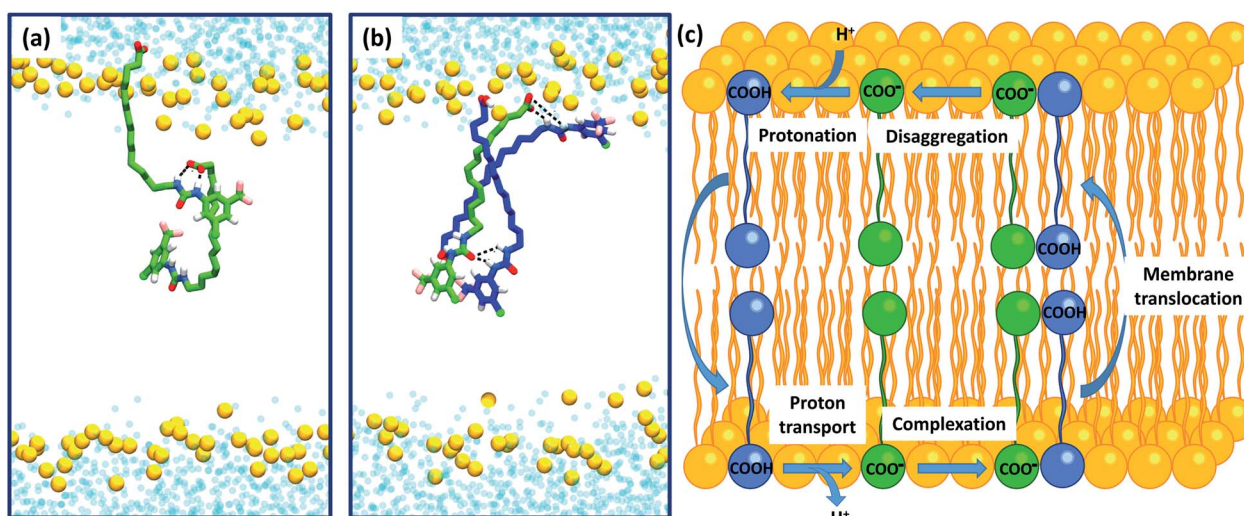 (a)
(b)
(c)
H⁺
COOH
COO⁻
COO⁻
Protonation
Disaggregation
COOH
COOH
Membrane
translocation
Proton
transport
Complexation
COOH
COO⁻
COO⁻
H⁺